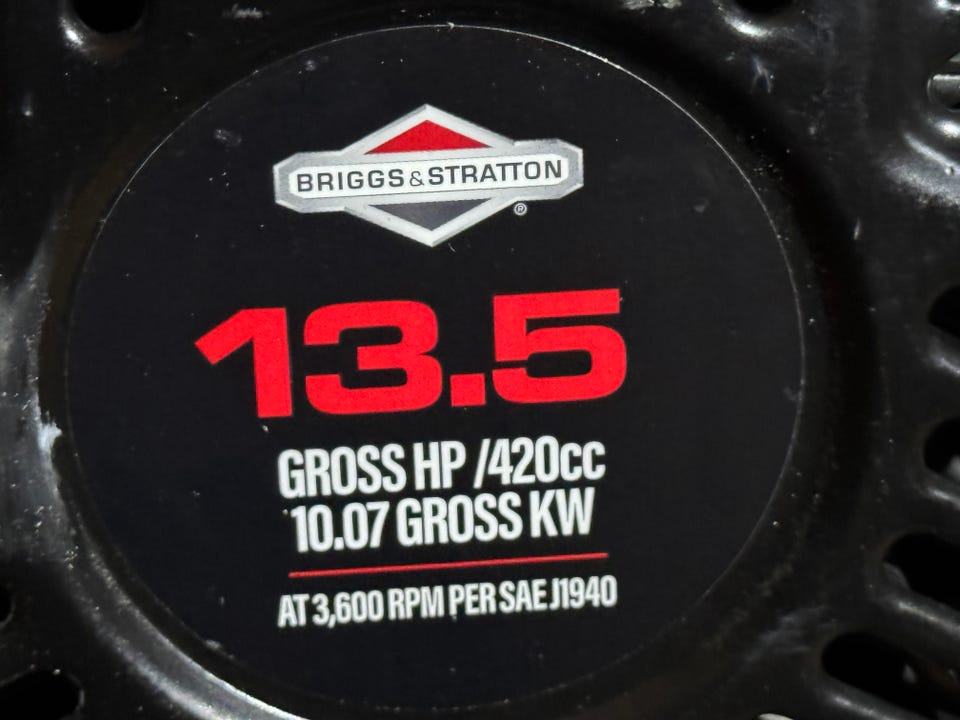 BRIGGS & STRATTON
®
13.5
GROSS HP /420cc
10.07 GROSS KW
AT 3,600 RPM PER SAE J1940